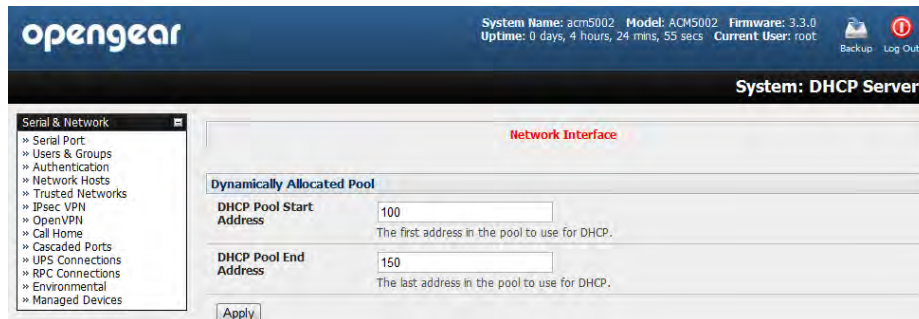 opengear
System Name: acm5002 Model: ACM5002 Firmware: 3.3.0
Uptime: 0 days, 4 hours, 24 mins, 55 secs Current User: root
Backup Log Out
System: DHCP Server
Serial & Network
» Serial Port
» Users & Groups
» Authentication
» Network Hosts
» Trusted Networks
» IPsec VPN
» OpenVPN
» Call Home
» Cascaded Ports
» UPS Connections
» RPC Connections
» Environmental
» Managed Devices
Network Interface
Dynamically Allocated Pool
DHCP Pool Start Address
100
The first address in the pool to use for DHCP.
DHCP Pool End Address
150
The last address in the pool to use for DHCP.
Apply